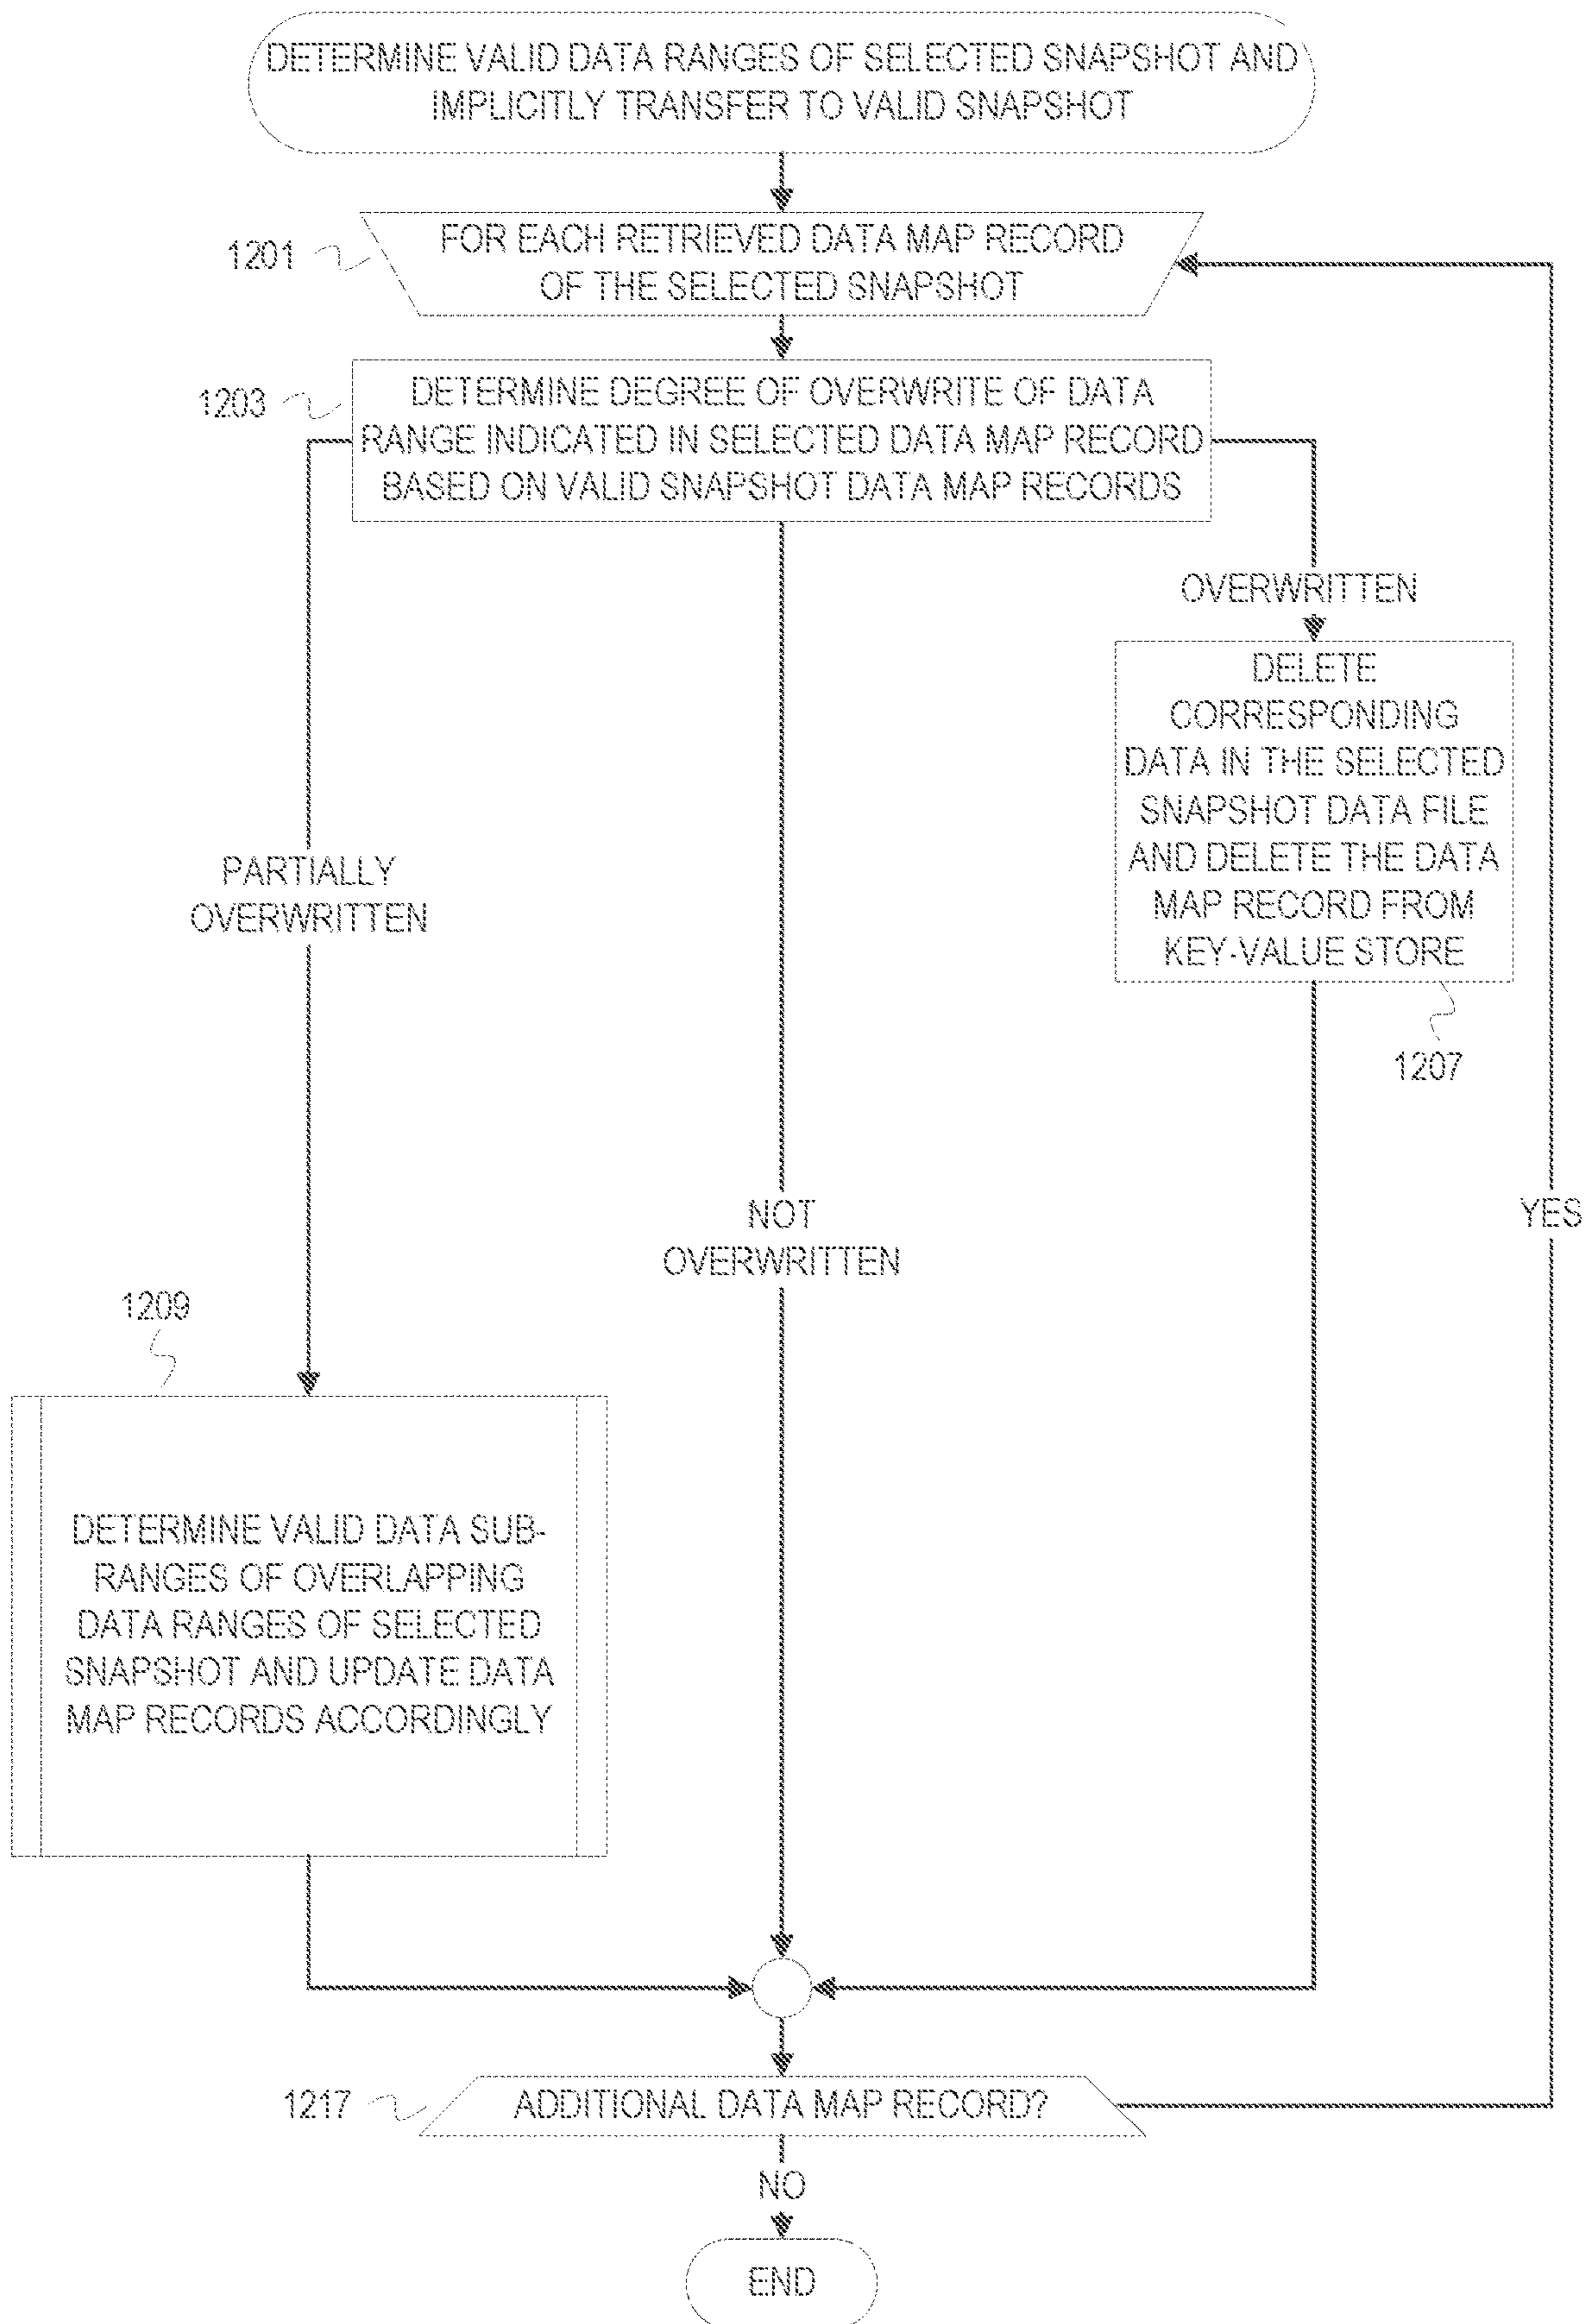 DETERMINE VALID DATA RANGES OF SELECTED SNAPSHOT AND
IMPLICITLY TRANSFER TO VALID SNAPSHOT
1201
FOR EACH RETRIEVED DATA MAP RECORD
OF THE SELECTED SNAPSHOT
1203
DETERMINE DEGREE OF OVERWRITE OF DATA
RANGE INDICATED IN SELECTED DATA MAP RECORD
BASED ON VALID SNAPSHOT DATA MAP RECORDS
OVERWRITTEN
DELETE
CORRESPONDING
DATA IN THE SELECTED
SNAPSHOT DATA FILE
AND DELETE THE DATA
MAP RECORD FROM
KEY-VALUE STORE
1207
PARTIALLY
OVERWRITTEN
NOT
OVERWRITTEN
YES
1209
DETERMINE VALID DATA SUB-
RANGES OF OVERLAPPING
DATA RANGES OF SELECTED
SNAPSHOT AND UPDATE DATA
MAP RECORDS ACCORDINGLY
1217
ADDITIONAL DATA MAP RECORD?
NO
END